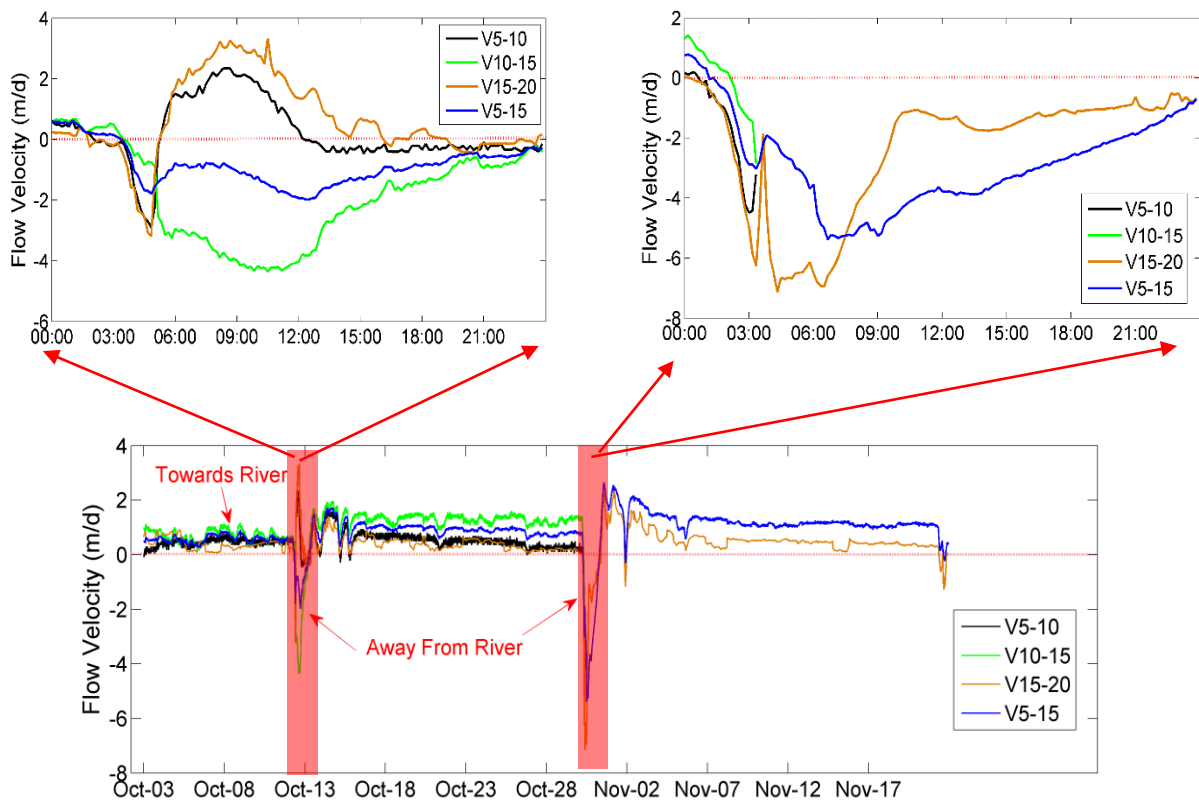 Flow Velocity (m/d)
4
2
0
-2
-4
-6
00:00 03:00 06:00 09:00 12:00 15:00 18:00 21:00
V5-10
V10-15
V15-20
V5-15
Flow Velocity (m/d)
2
0
-2
-4
-6
-8
00:00 03:00 06:00 09:00 12:00 15:00 18:00 21:00
V5-10
V10-15
V15-20
V5-15
Flow Velocity (m/d)
4
2
0
-2
-4
-6
-8
Towards River
Away From River
V5-10
V10-15
V15-20
V5-15
Oct-03 Oct-08 Oct-13 Oct-18 Oct-23 Oct-28 Nov-02 Nov-07 Nov-12 Nov-17